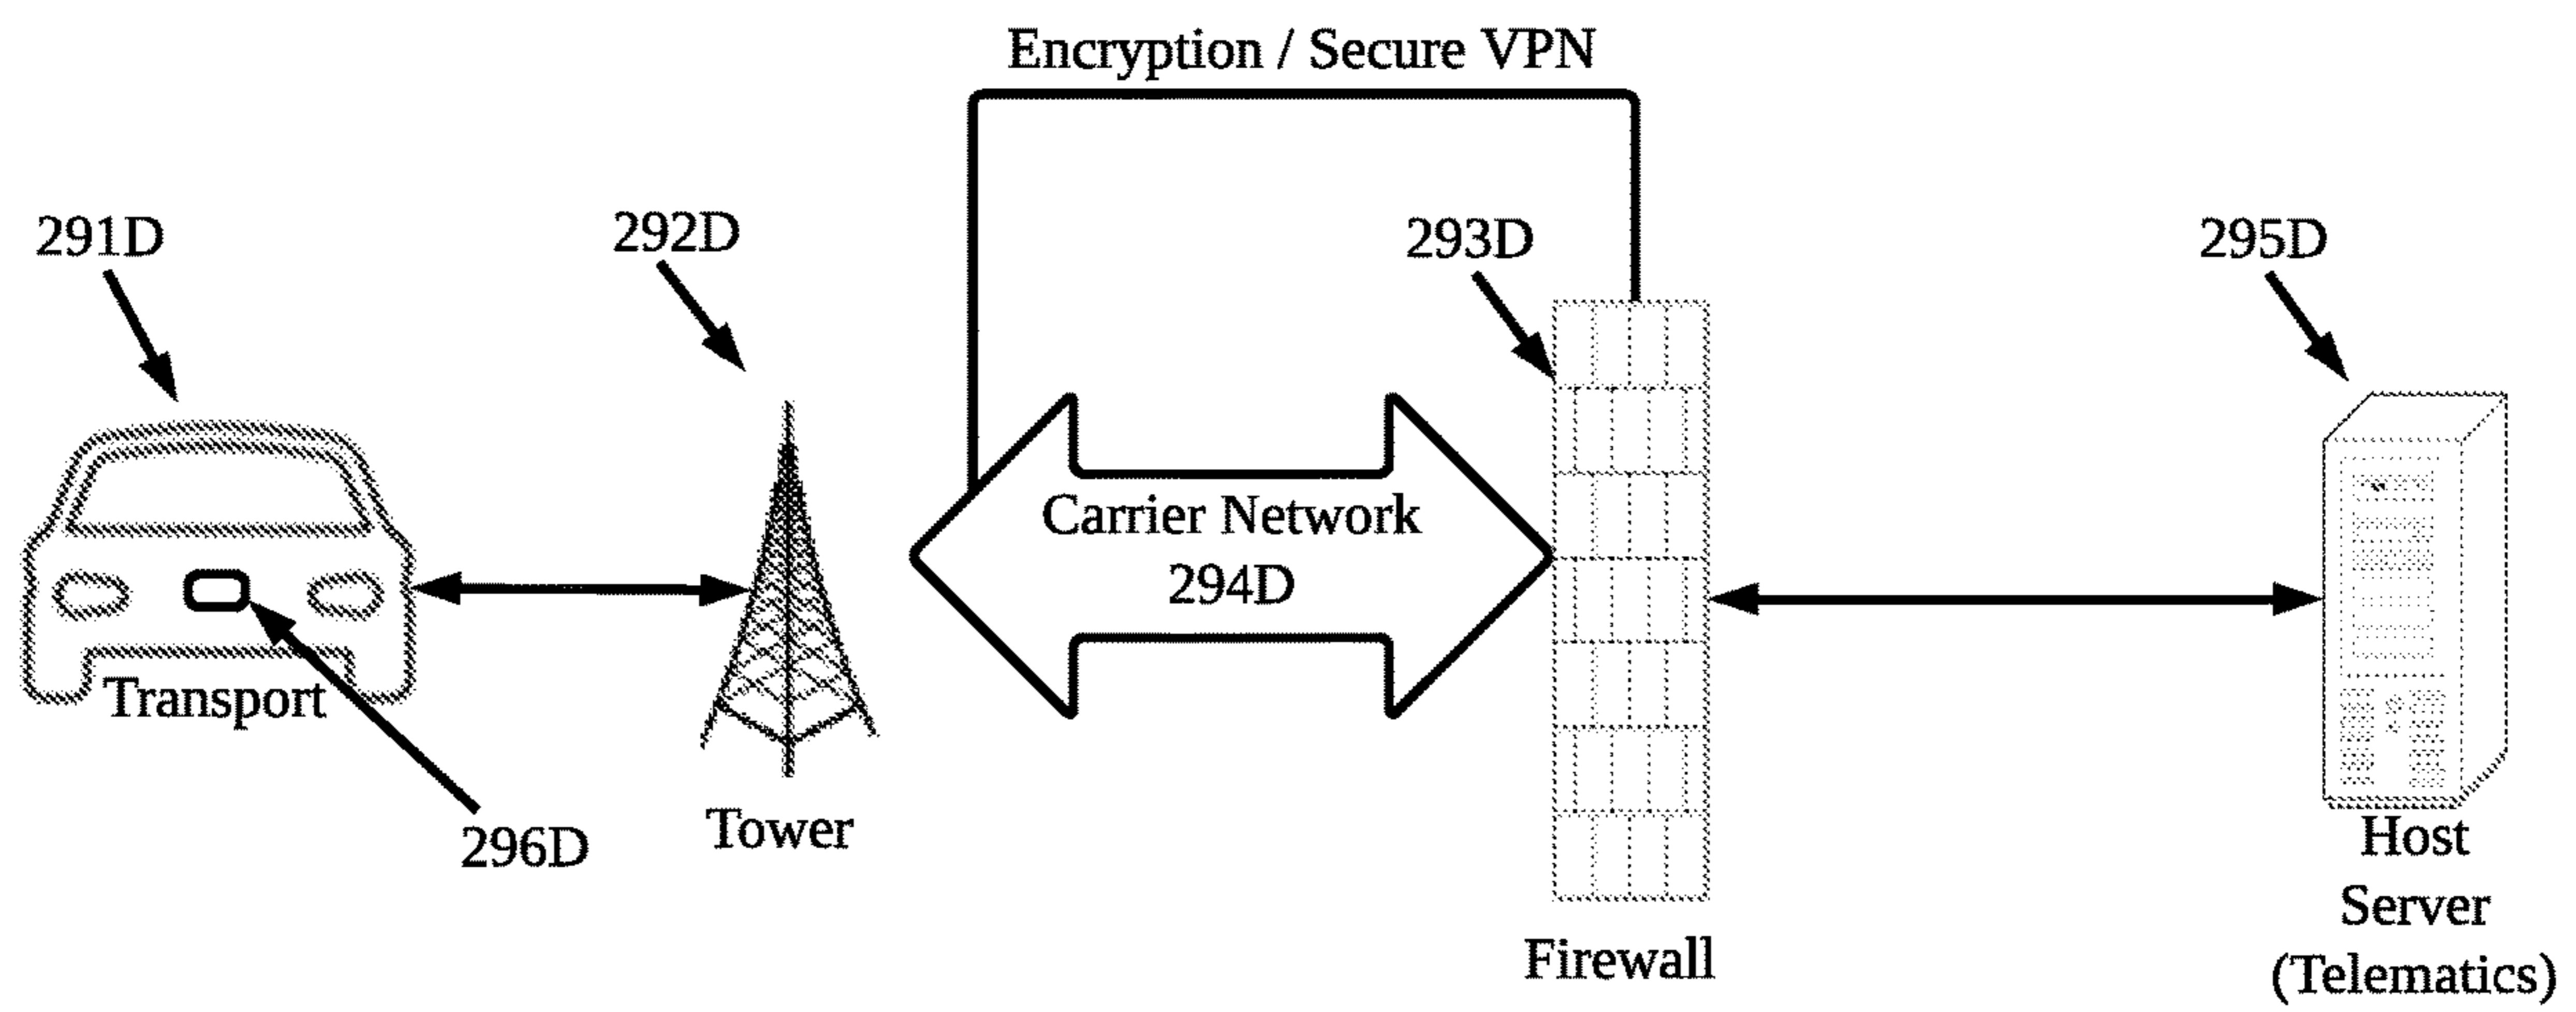 Encryption / Secure VPN
291D
292D
293D
295D
Carrier Network
294D
Transport
296D
Tower
Firewall
Host
Server
(Telematics)